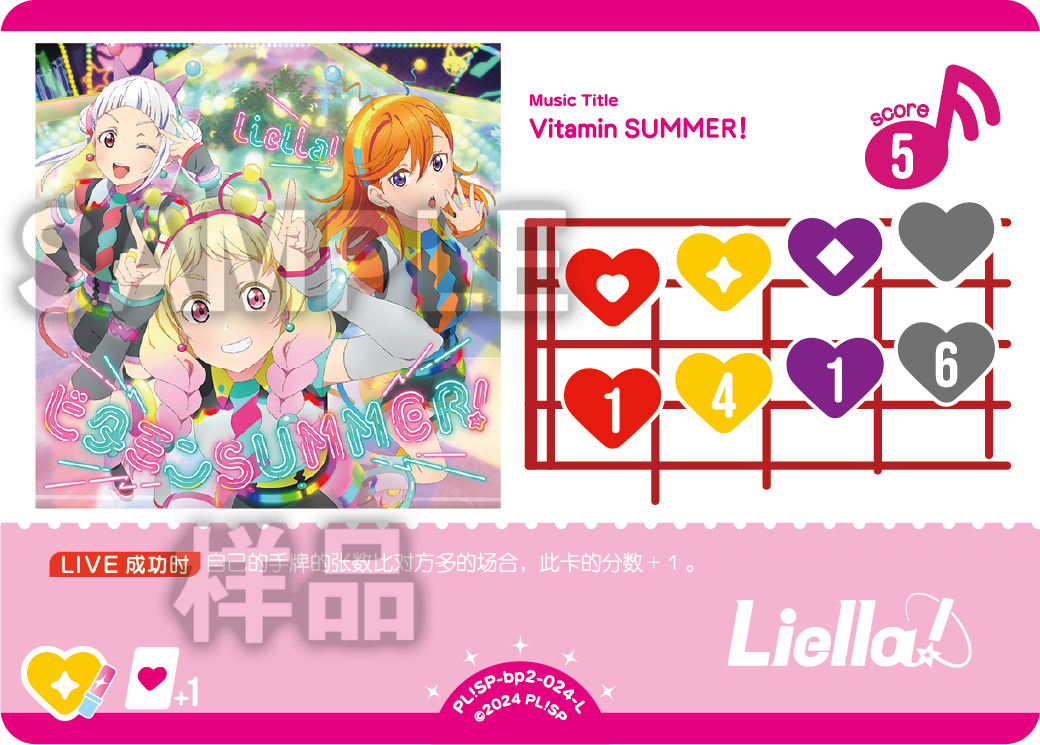 Liella!
ビタミンSUMMER!
Music Title
Vitamin SUMMER!
score
5
1 4 1 6
SAMPLE
样品
LIVE 成功时 自己的手牌的张数比对方多的场合，此卡的分数＋1。
Liella!
+1
PL!SP-bp2-024-L
©2024 PL!SP